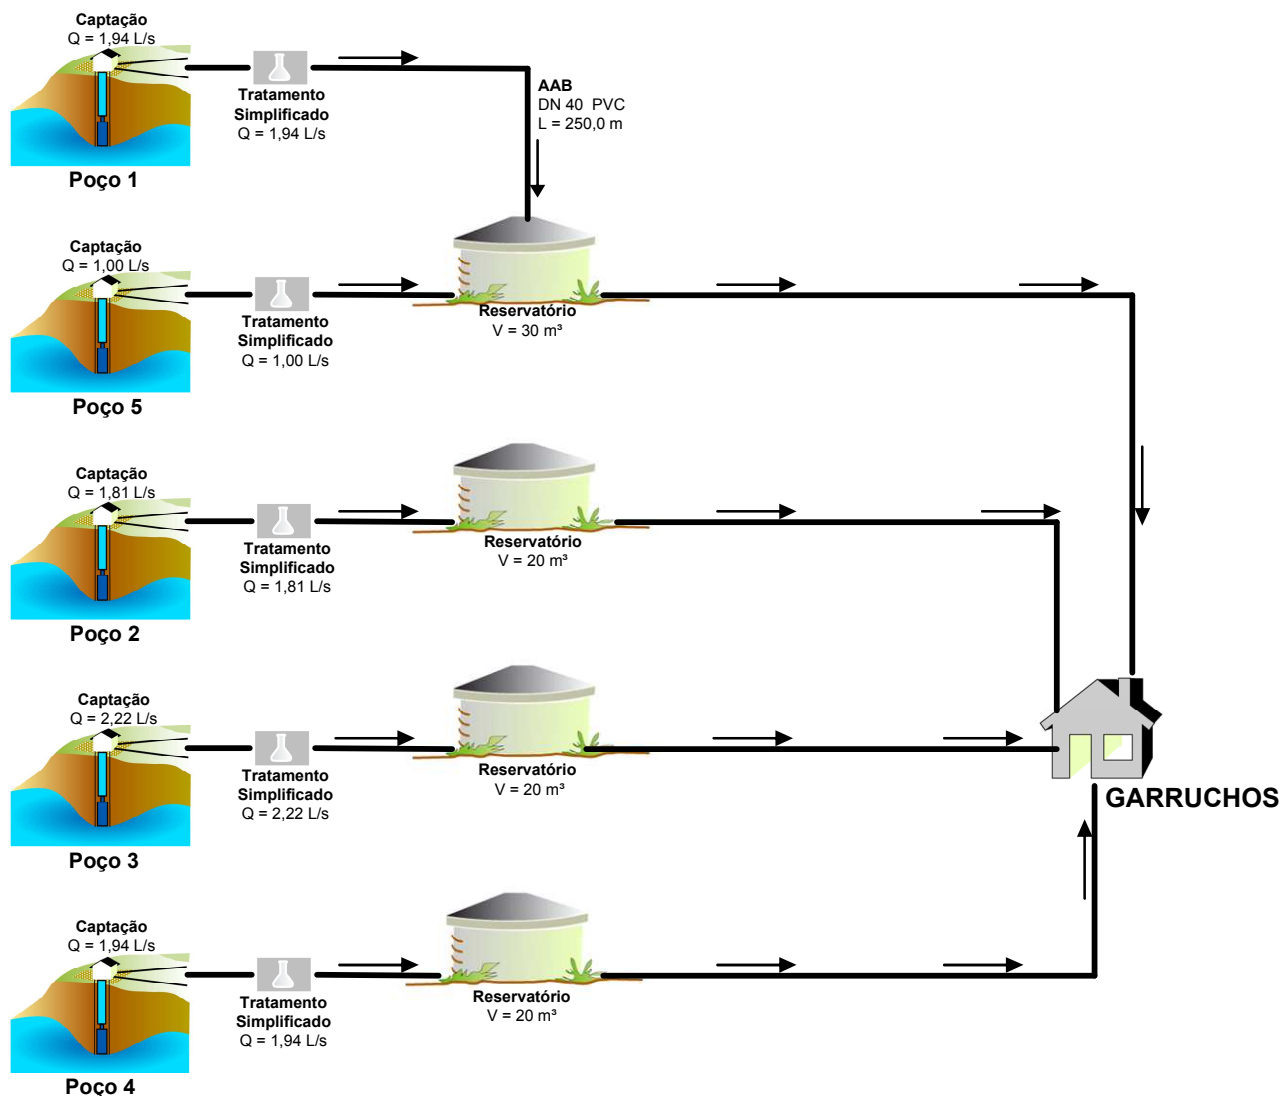 Captação
Q = 1,94 L/s
Tratamento
Simplificado
Q = 1,94 L/s
Poço 1
AAB
DN 40 PVC
L = 250,0 m
Captação
Q = 1,00 L/s
Tratamento
Simplificado
Q = 1,00 L/s
Poço 5
Reservatório
V = 30 m³
Captação
Q = 1,81 L/s
Tratamento
Simplificado
Q = 1,81 L/s
Poço 2
Reservatório
V = 20 m³
Captação
Q = 2,22 L/s
Tratamento
Simplificado
Q = 2,22 L/s
Poço 3
Reservatório
V = 20 m³
GARRUCHOS
Captação
Q = 1,94 L/s
Tratamento
Simplificado
Q = 1,94 L/s
Poço 4
Reservatório
V = 20 m³